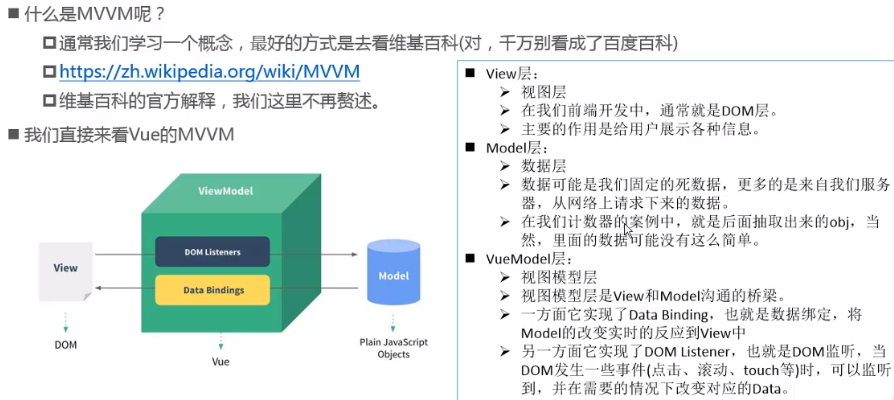 什么是MVVM呢？
通常我们学习一个概念，最好的方式是去看维基百科(对，千万别看成了百度百科)
https://zh.wikipedia.org/wiki/MVVM
维基百科的官方解释，我们这里不再赘述。
我们直接来看Vue的MVVM
ViewModel
DOM Listeners
View
Model
Data Bindings
DOM
Vue
Plain JavaScript
Objects
View层：
视图层
在我们前端开发中，通常就是DOM层。
主要的作用是给用户展示各种信息。
Model层：
数据层
数据可能是我们固定的死数据，更多的是来自我们服务
器，从网络上请求下来的数据。
在我们计数器的案例中，就是后面抽取出来的obj，当
然，里面的数据可能没有这么简单。
VueModel层：
视图模型层
视图模型层是View和Model沟通的桥梁。
一方面它实现了Data Binding，也就是数据绑定，将
Model的改变实时的反应到View中
另一方面它实现了DOM Listener，也就是DOM监听，当
DOM发生一些事件(点击、滚动、touch等)时，可以监听
到，并在需要的情况下改变对应的Data。